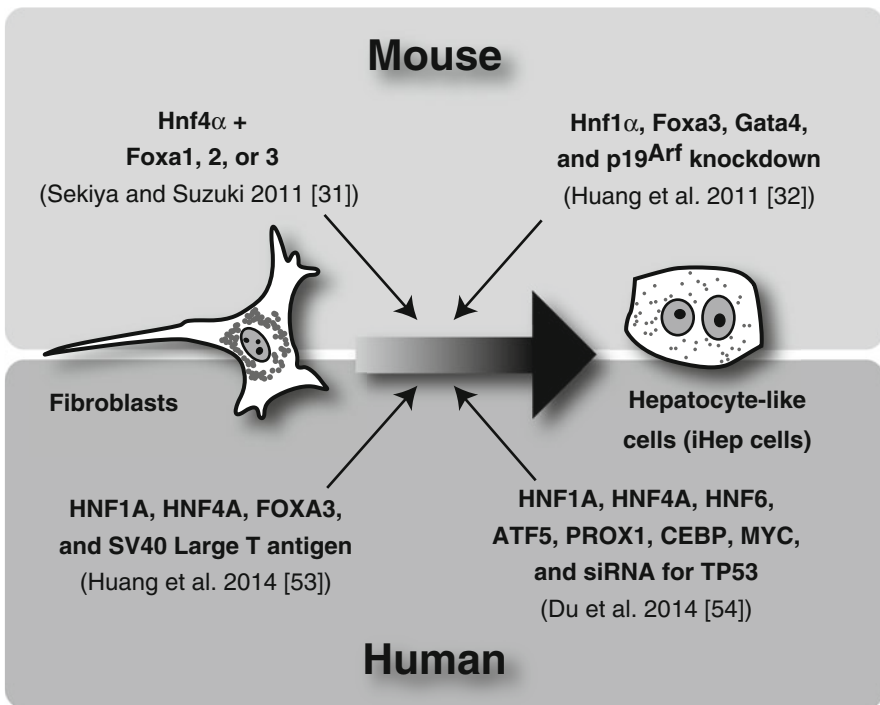 Mouse
Hnf4α +
Foxa1, 2, or 3
(Sekiya and Suzuki 2011 [31])
Hnf1α, Foxa3, Gata4,
and p19Arf knockdown
(Huang et al. 2011 [32])
Fibroblasts
Hepatocyte-like
cells (iHep cells)
HNF1A, HNF4A, FOXA3,
and SV40 Large T antigen
(Huang et al. 2014 [53])
HNF1A, HNF4A, HNF6,
ATF5, PROX1, CEBP, MYC,
and siRNA for TP53
(Du et al. 2014 [54])
Human